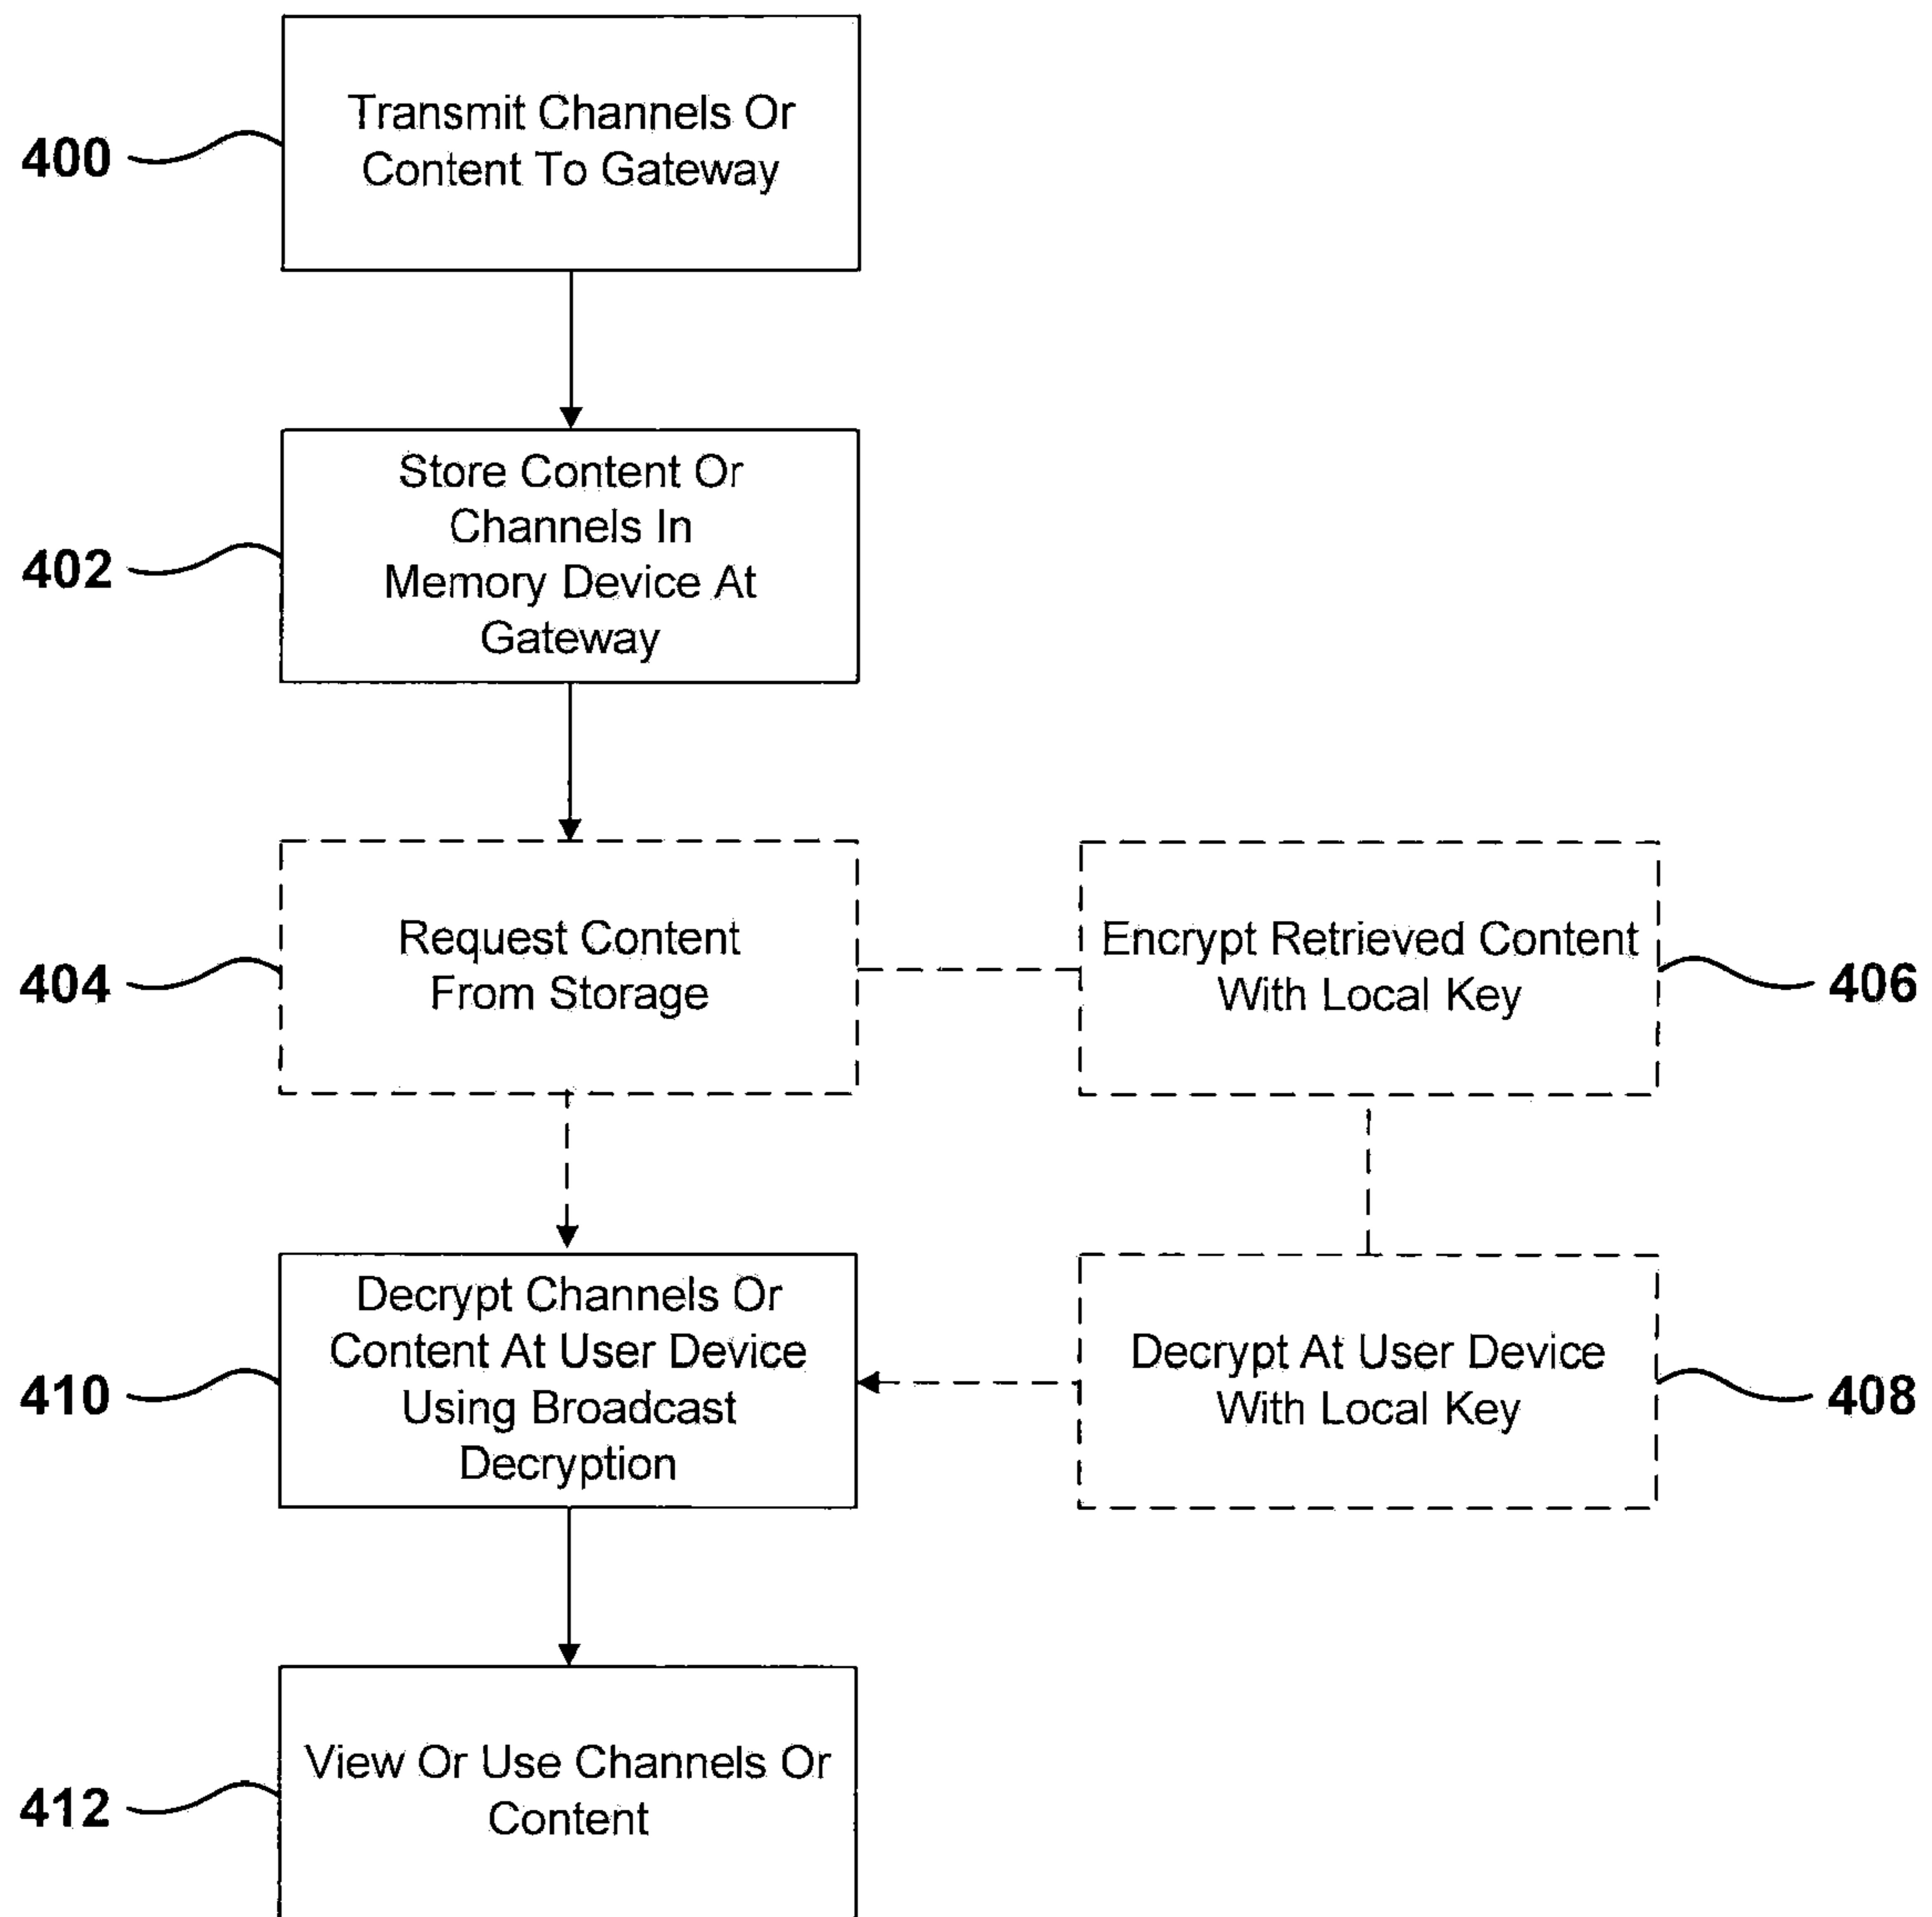 400
Transmit Channels Or
Content To Gateway
402
Store Content Or
Channels In
Memory Device At
Gateway
404
Request Content
From Storage
Encrypt Retrieved Content
With Local Key
406
410
Decrypt Channels Or
Content At User Device
Using Broadcast
Decryption
Decrypt At User Device
With Local Key
408
412
View Or Use Channels Or
Content